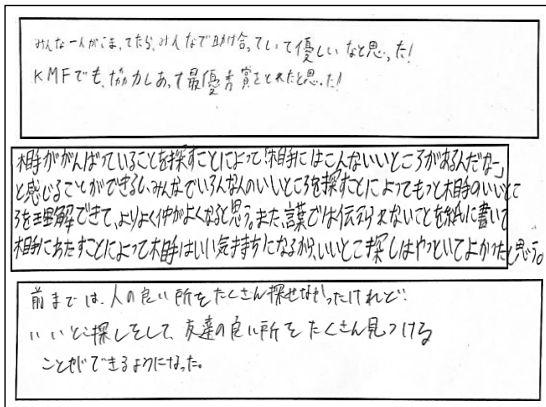 みんな一人がこまってたら、みんなで助け合っていて優しいなと思った!
KMFでも、協力しあって最優秀賞をとれたと思った!
相手ががんばっていることを探すことによって「相手にはこんないいところがあるんだなー」
と感じることができるし、みんなでいろんな人のいいところを探すことによってもっと相手のいいとこ
ろを理解できて、よりよく仲がよくなると思う。また、言葉では伝えられないことを紙に書いて
相手にわたすことによって相手はいい気持ちになるから、いいとこ探しはやっていてよかったと思う。
前までは、人の良い所をたくさん探せなかったけれど、
いいとこ探しをして、友達の良い所をたくさん見つける
ことができるようになった。